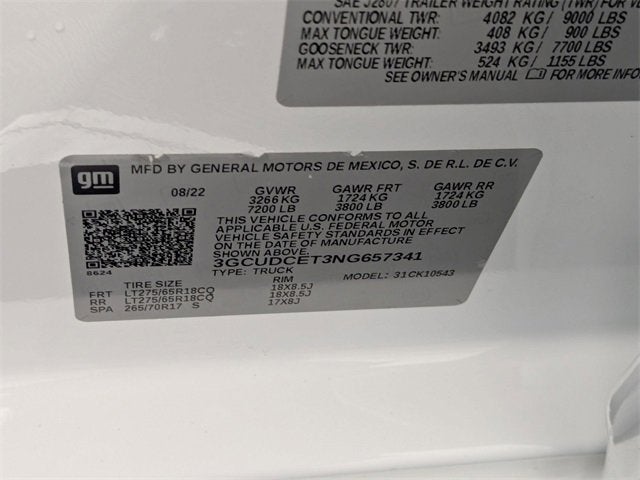 SAE J2807 TRAILER WEIGHT RATING (TWR) FOR
CONVENTIONAL TWR: 4082 KG/ 9000 LBS
MAX TONGUE WEIGHT: 408 KG/ 900 LBS
GOOSENECK TWR: 3493 KG/ 7700 LBS
MAX TONGUE WEIGHT: 524 KG/ 1155 LBS
SEE OWNER'S MANUAL FOR MORE
gm
MFD BY GENERAL MOTORS DE MEXICO, S. DE R.L. DE C.V.
08/22 GVWR GAWR FRT GAWR RR
3266 KG 1724 KG 1724 KG
7200 LB 3800 LB 3800 LB
THIS VEHICLE CONFORMS TO ALL
APPLICABLE U.S. FEDERAL MOTOR
VEHICLE SAFETY STANDARDS IN EFFECT
ON THE DATE OF MANUFACTURE
SHOWN ABOVE.
3GCUDCET3NG657341
8624 TYPE: TRUCK MODEL: 31CK10543
TIRE SIZE RIM
FRT LT275/65R18CQ 18X8.5J
RR LT275/65R18CQ 18X8.5J
SPA 265/70R17 S 17X8J